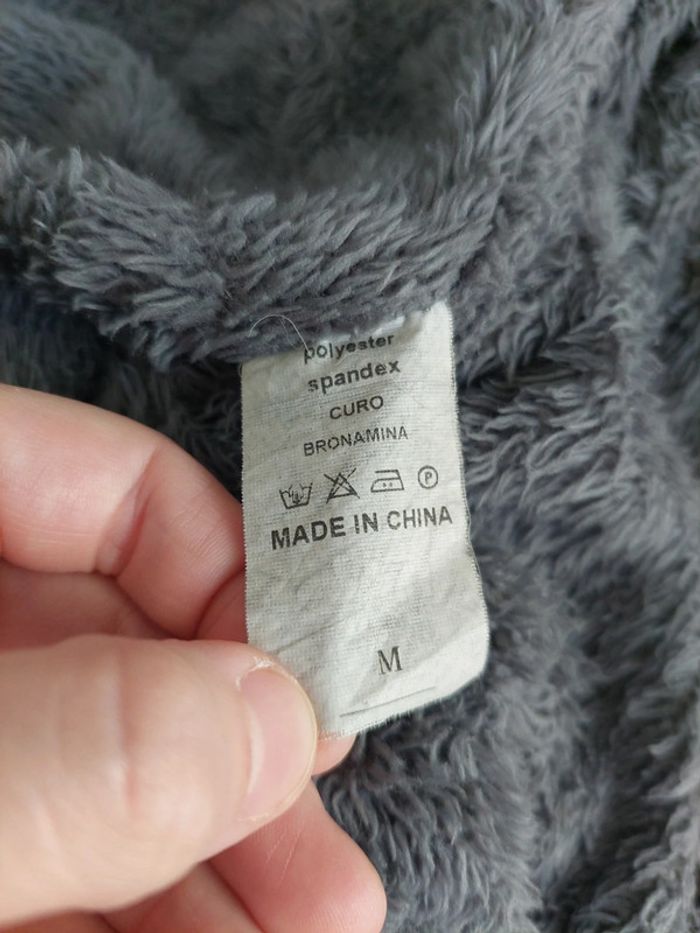 polyester
spandex
CURO
BRONAMINA
P
MADE IN CHINA
M